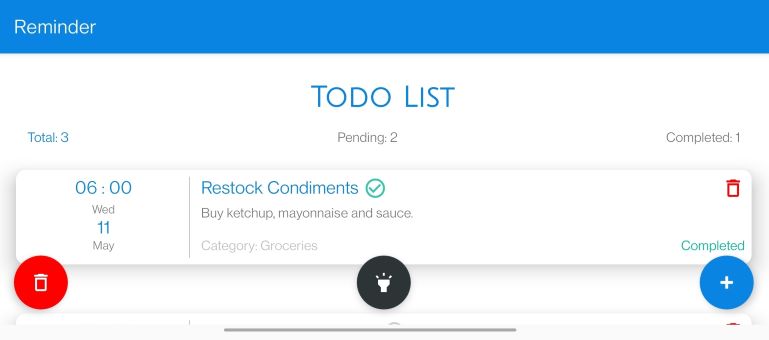 Reminder
TODO LIST
Total: 3 Pending: 2 Completed: 1
06 : 00
Wed
11
May
Restock Condiments
Buy ketchup, mayonnaise and sauce.
Category: Groceries
Completed